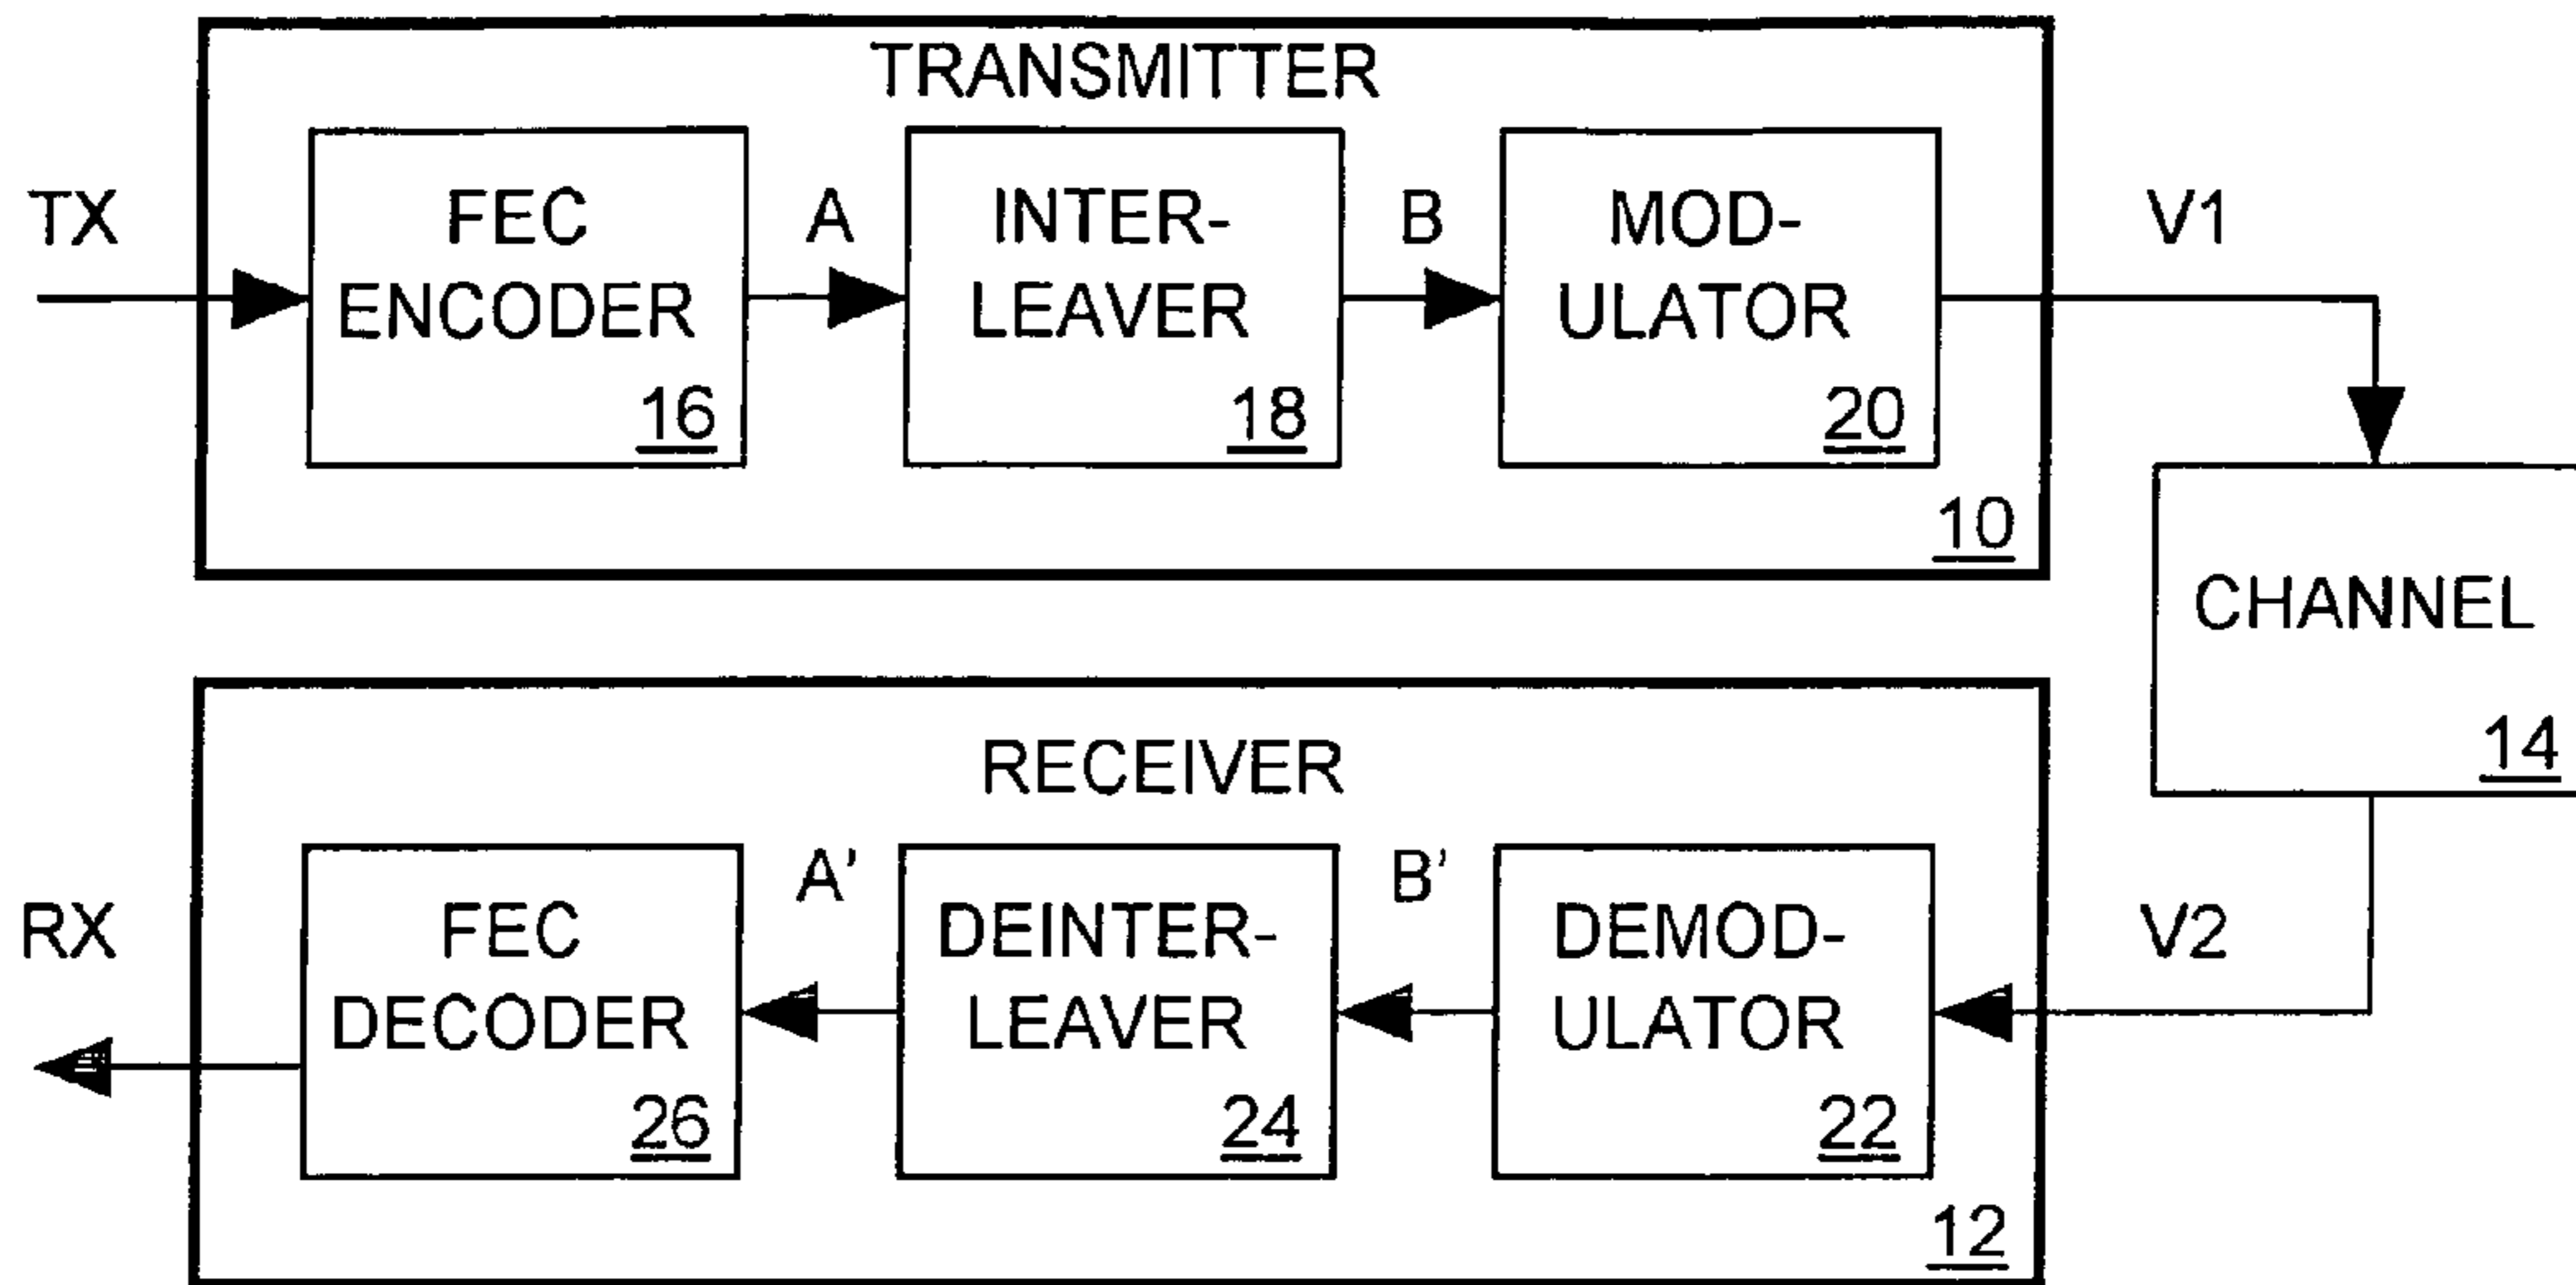 TRANSMITTER
TX
FEC
ENCODER
16
A
INTER-
LEAVER
18
B
MOD-
ULATOR
20
10
V1
CHANNEL
14
RECEIVER
RX
FEC
DECODER
26
A'
DEINTER-
LEAVER
24
B'
DEMOD-
ULATOR
22
12
V2